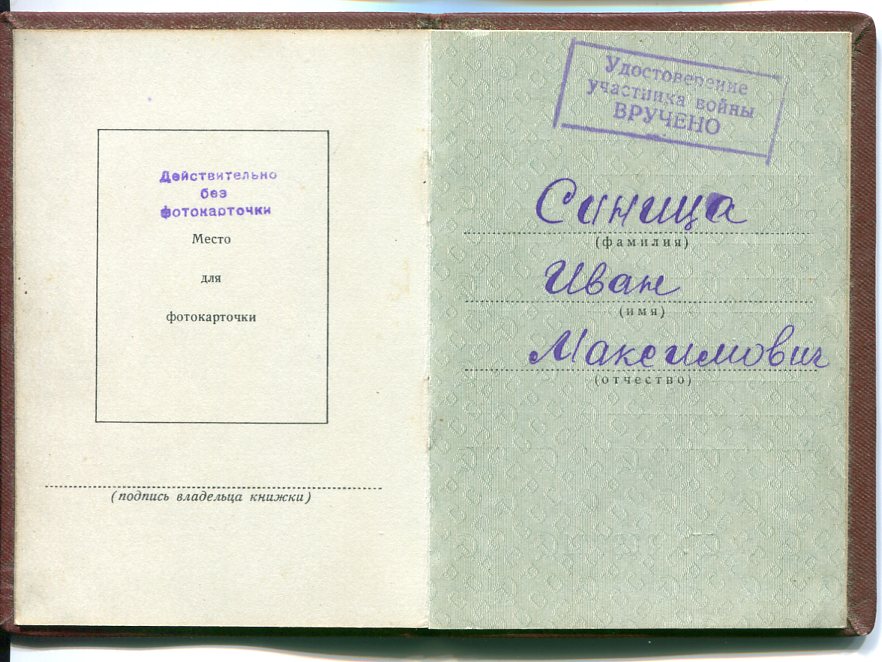 Действительно
без
фотокарточки
Место
для
фотокарточки
(подпись владельца книжки)
Удостоверение
участника войны
ВРУЧЕНО
Синица
(фамилия)
Иван
(имя)
Максимович
(отчество)